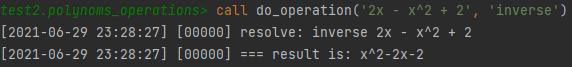 test2.polynoms_operations> call do_operation('2x - x^2 + 2', 'inverse')
[2021-06-29 23:28:27] [00000] resolve: inverse 2x - x^2 + 2
[2021-06-29 23:28:27] [00000] === result is: x^2-2x-2